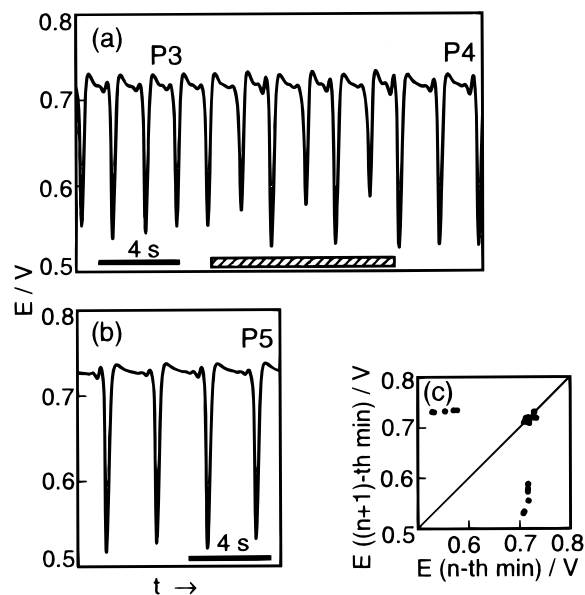 0.8
(a)
P3
P4
0.7
0.6
4 s
0.5
E / V
0.8
(b)
P5
0.7
0.6
4 s
0.5
t →
E ((n+1)-th min) / V
0.8
(c)
0.7
0.6
0.5
0.6 0.7 0.8
E (n-th min) / V